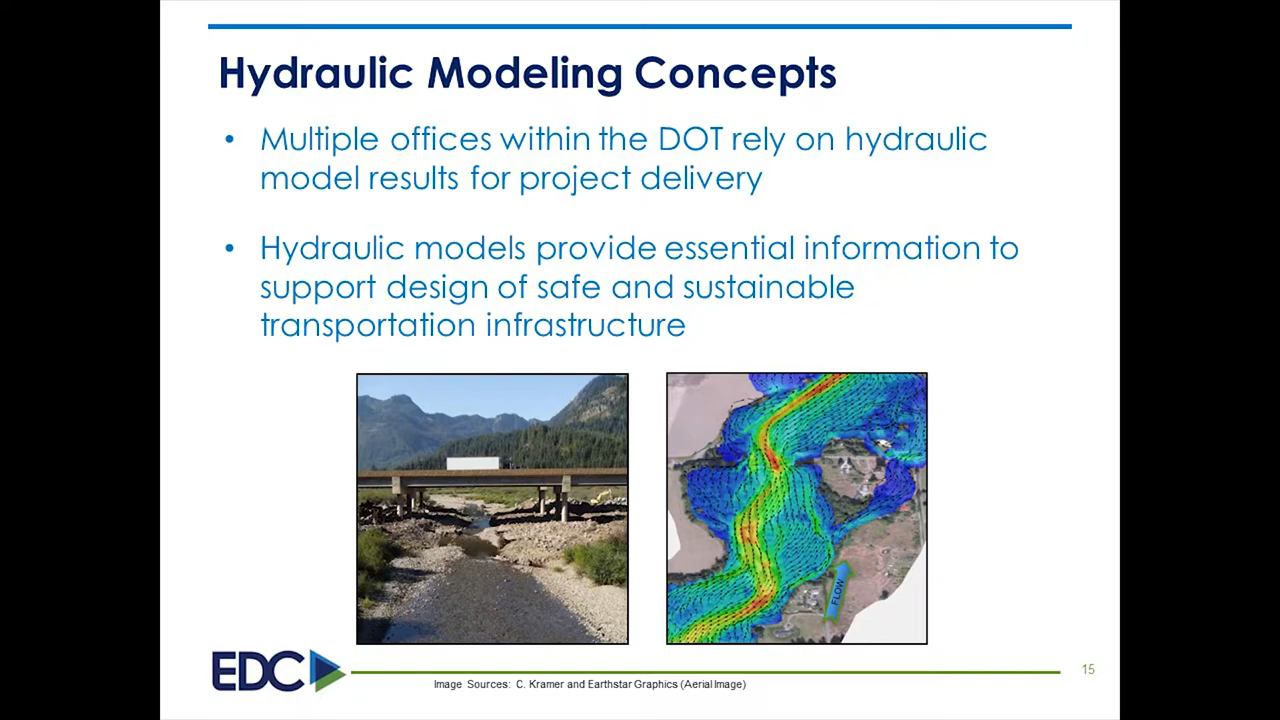 Hydraulic Modeling Concepts
• Multiple offices within the DOT rely on hydraulic
model results for project delivery
• Hydraulic models provide essential information to
support design of safe and sustainable
transportation infrastructure
FLOW
EDC
15
Image Sources: C. Kramer and Earthstar Graphics (Aerial Image)